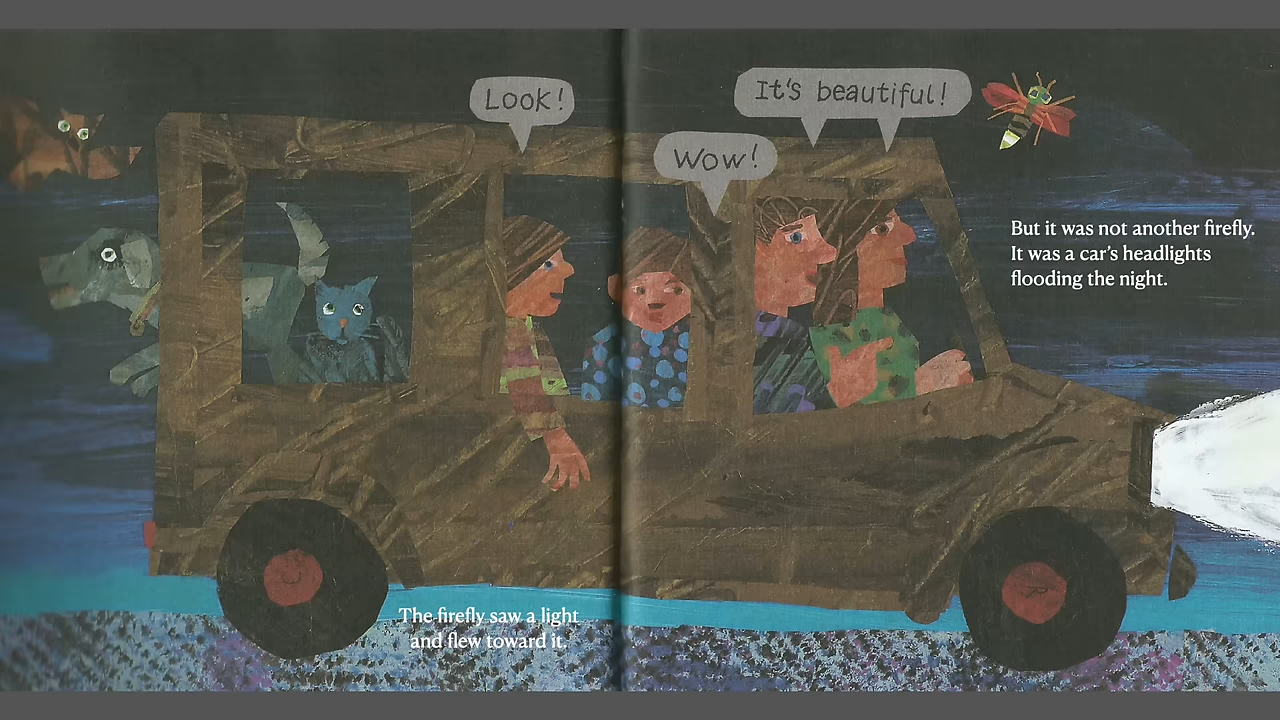 Look!
Wow!
It's beautiful!
The firefly saw a light
and flew toward it.
But it was not another firefly.
It was a car's headlights
flooding the night.